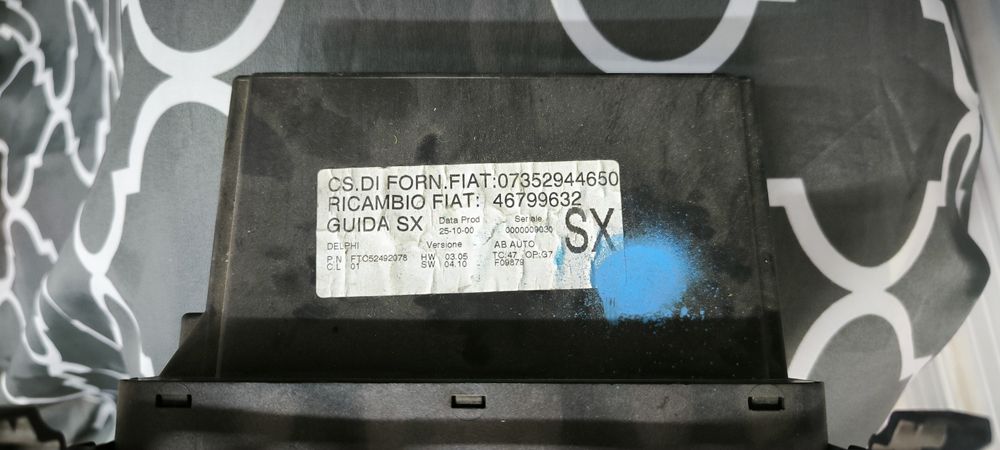 CS.DI FORN.FIAT:07352944650
RICAMBIO FIAT: 46799632
GUIDA SX Data Prod 25-10-00 Seriale 0000009030 SX
DELPHI Versione AB AUTO
P.N FTC52492078 HW 03.05 TC:47 OP:G7
C.L 01 SW 04.10 F09879